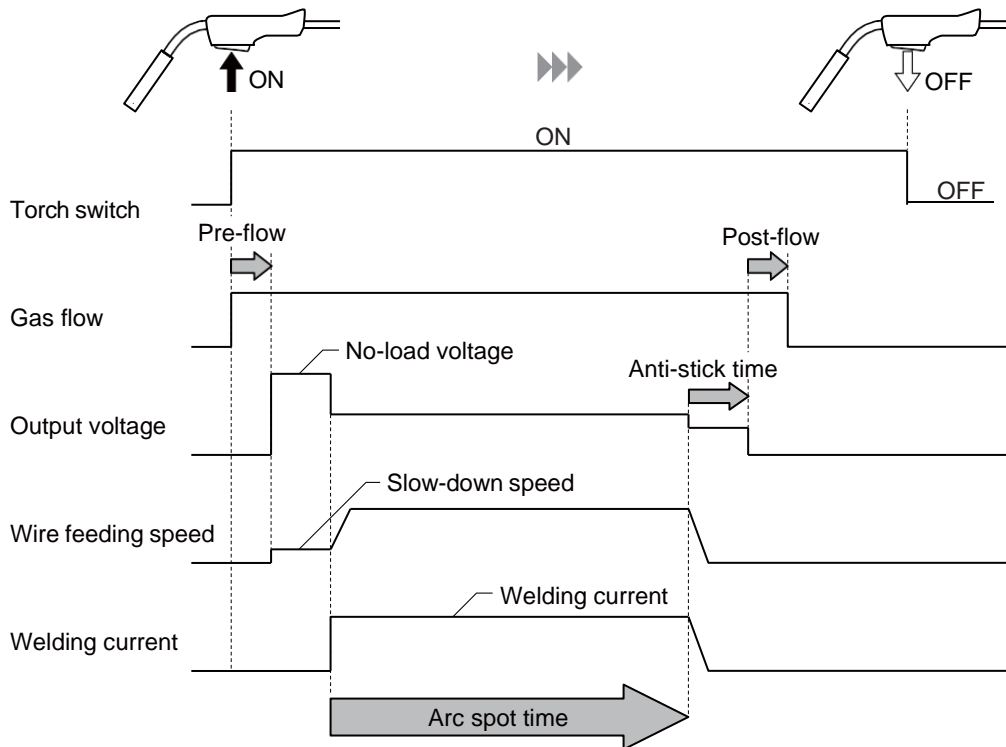 ON
OFF
ON
OFF
Torch switch
Pre-flow
Post-flow
Gas flow
No-load voltage
Anti-stick time
Output voltage
Slow-down speed
Wire feeding speed
Welding current
Welding current
Arc spot time